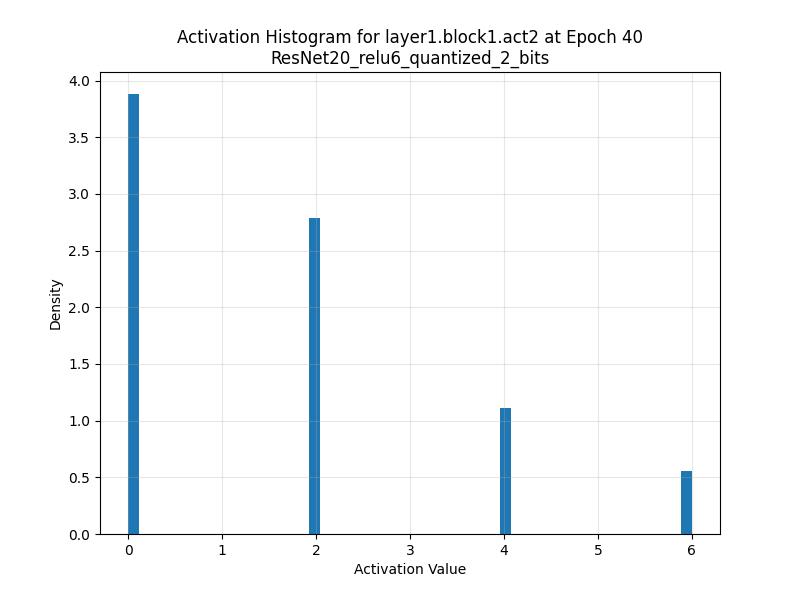 Activation Histogram for layer1.block1.act2 at Epoch 40
ResNet20_relu6_quantized_2_bits
4.0
3.5
3.0
2.5
2.0
1.5
1.0
0.5
0.0
Density
0 1 2 3 4 5 6
Activation Value